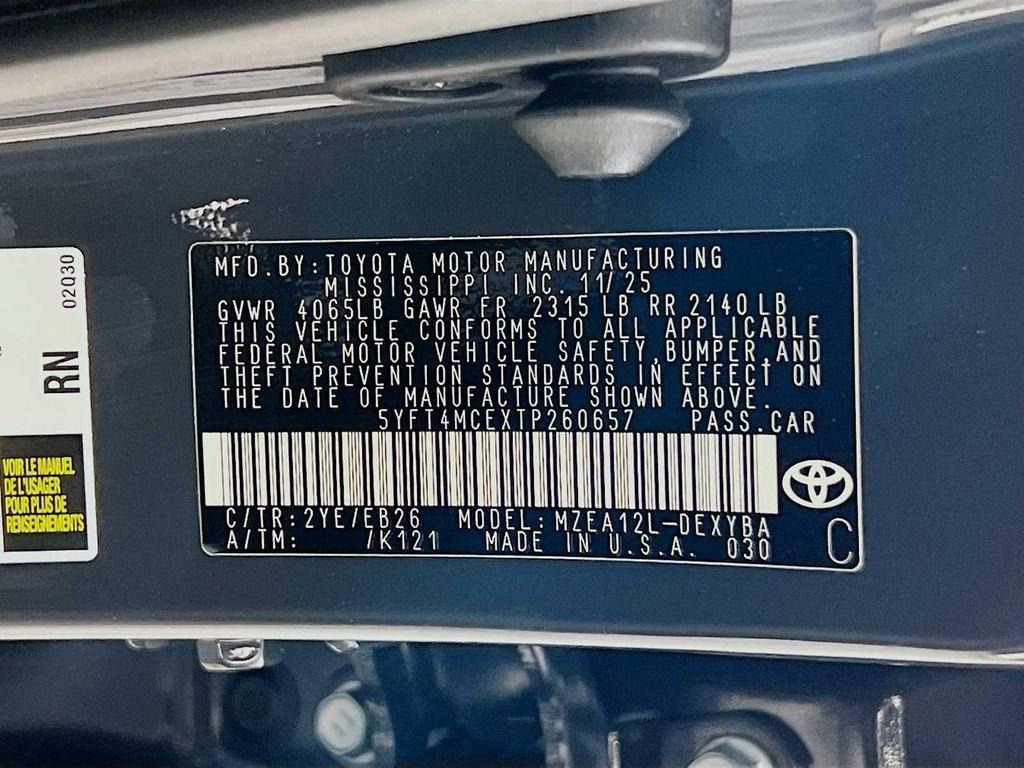 MFD.BY:TOYOTA MOTOR MANUFACTURING
MISSISSIPPI INC. 11/25
GVWR 4065LB GAWR FR 2315 LB RR 2140 LB
THIS VEHICLE CONFORMS TO ALL APPLICABLE
FEDERAL MOTOR VEHICLE SAFETY,BUMPER,AND
THEFT PREVENTION STANDARDS IN EFFECT ON
THE DATE OF MANUFACTURE SHOWN ABOVE.
5YFT4MCEXTP260657 PASS.CAR
C/TR:2YE/EB26 MODEL:MZEA12L-DEXYBA
A/TM: /K121 MADE IN U.S.A. 030
C
02Q30
RN
VOIR LE MANUEL
DE L'USAGER
POUR PLUS DE
RENSEIGNEMENTS